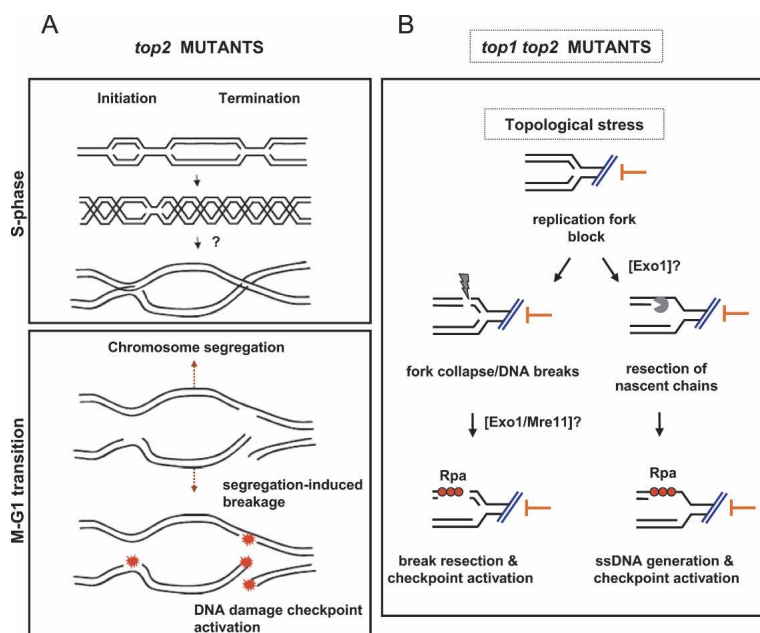 A
top2 MUTANTS
S-phase
Initiation Termination
?
M-G1 transition
Chromosome segregation
segregation-induced
breakage
DNA damage checkpoint
activation
B
top1 top2 MUTANTS
Topological stress
replication fork
block
[Exo1]?
fork collapse/DNA breaks
resection of
nascent chains
[Exo1/Mre11]?
Rpa
Rpa
break resection &
checkpoint activation
ssDNA generation &
checkpoint activation